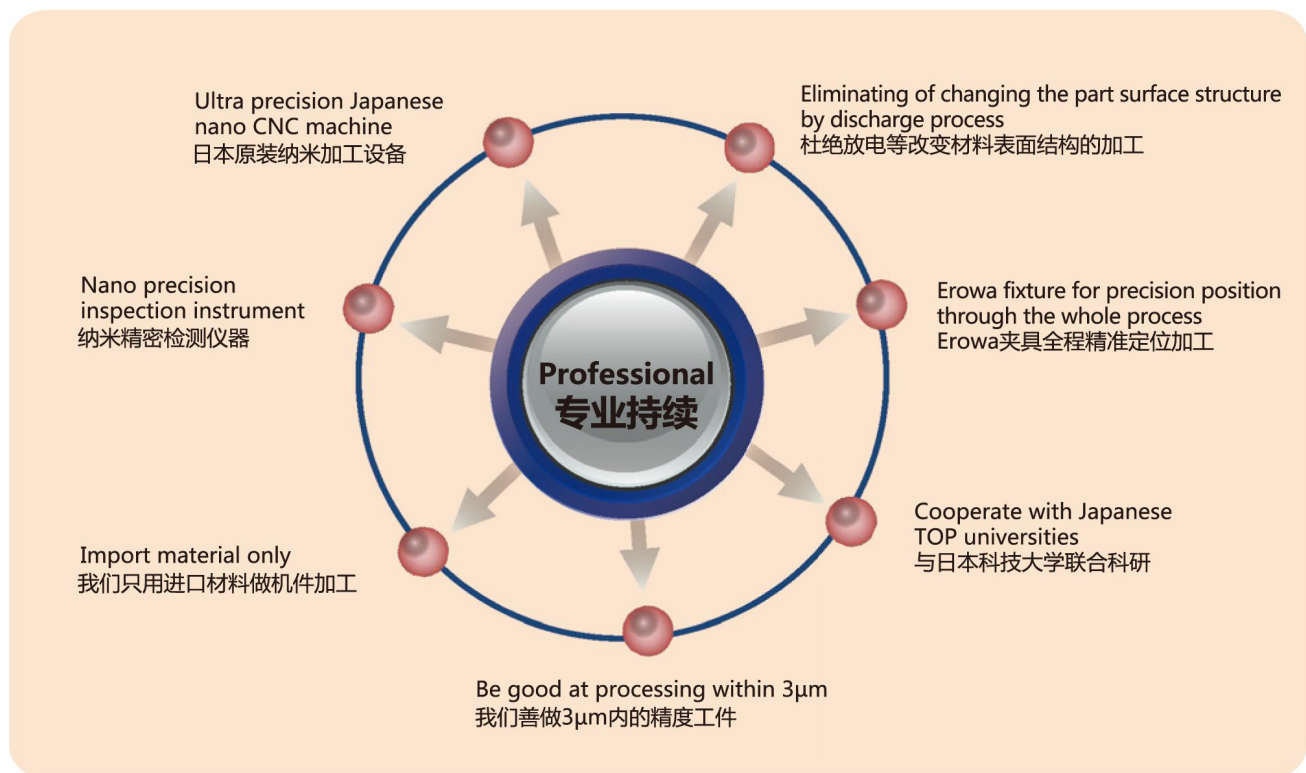 Ultra precision Japanese
nano CNC machine
日本原装纳米加工设备
Eliminating of changing the part surface structure
by discharge process
杜绝放电等改变材料表面结构的加工
Nano precision
inspection instrument
纳米精密检测仪器
Erowa fixture for precision position
through the whole process
Erowa夹具全程精准定位加工
Professional
专业持续
Cooperate with Japanese
TOP universities
与日本科技大学联合科研
Import material only
我们只用进口材料做机件加工
Be good at processing within 3μm
我们善做3μm内的精度工件